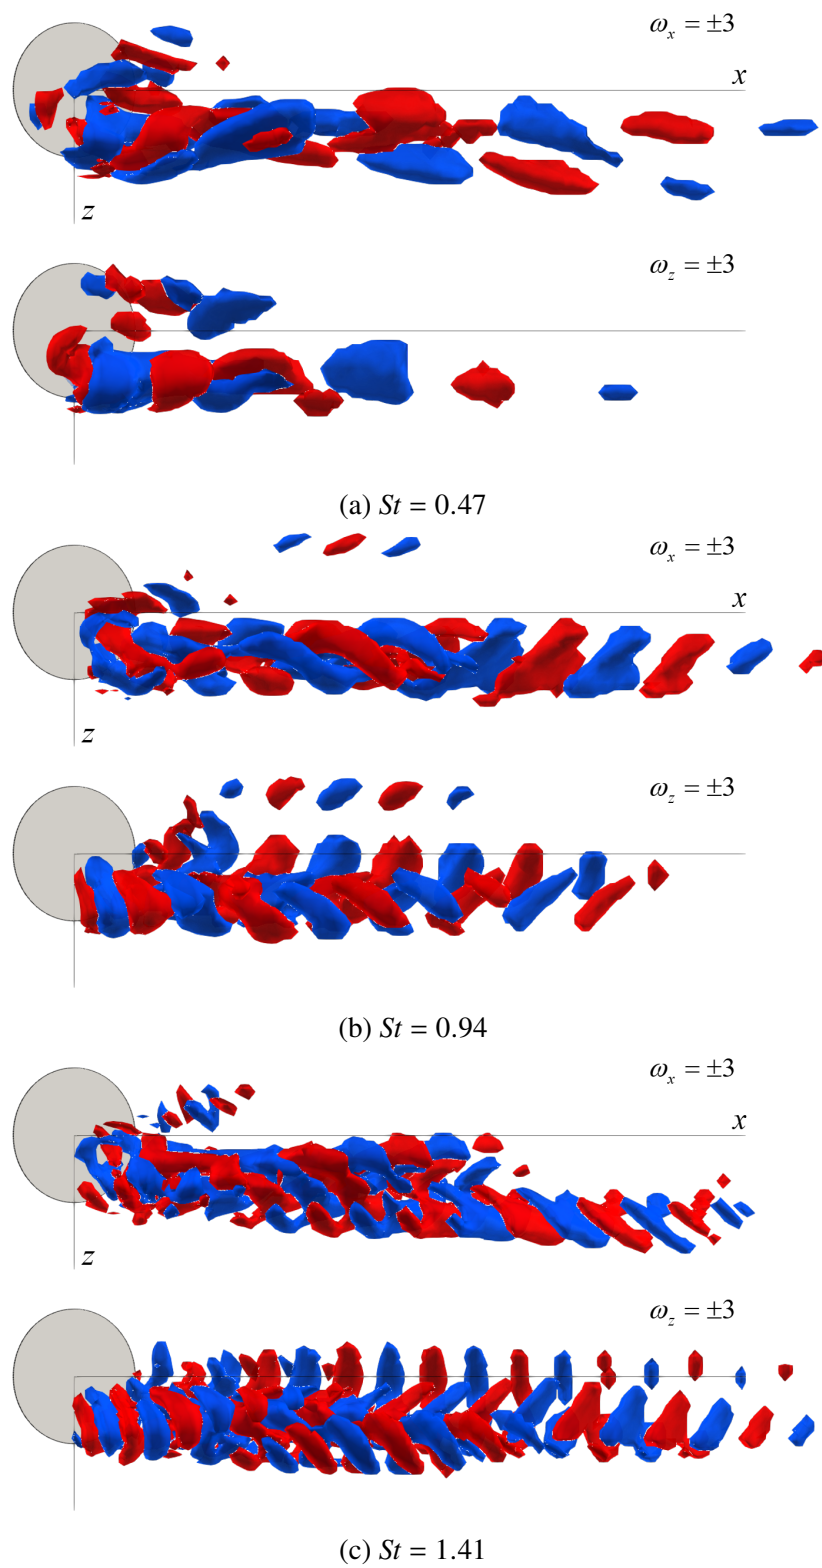 ωx = ±3
x
z
ωz = ±3
(a) St = 0.47
ωx = ±3
x
z
ωz = ±3
(b) St = 0.94
ωx = ±3
x
z
ωz = ±3
(c) St = 1.41